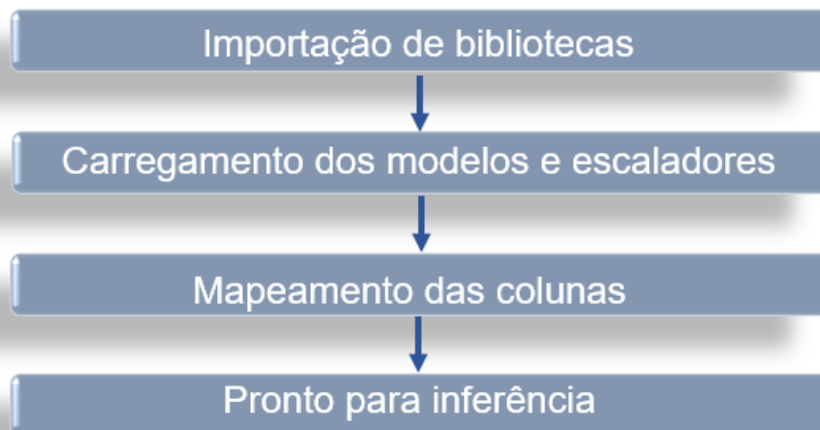 Importação de bibliotecas
Carregamento dos modelos e escaladores
Mapeamento das colunas
Pronto para inferência